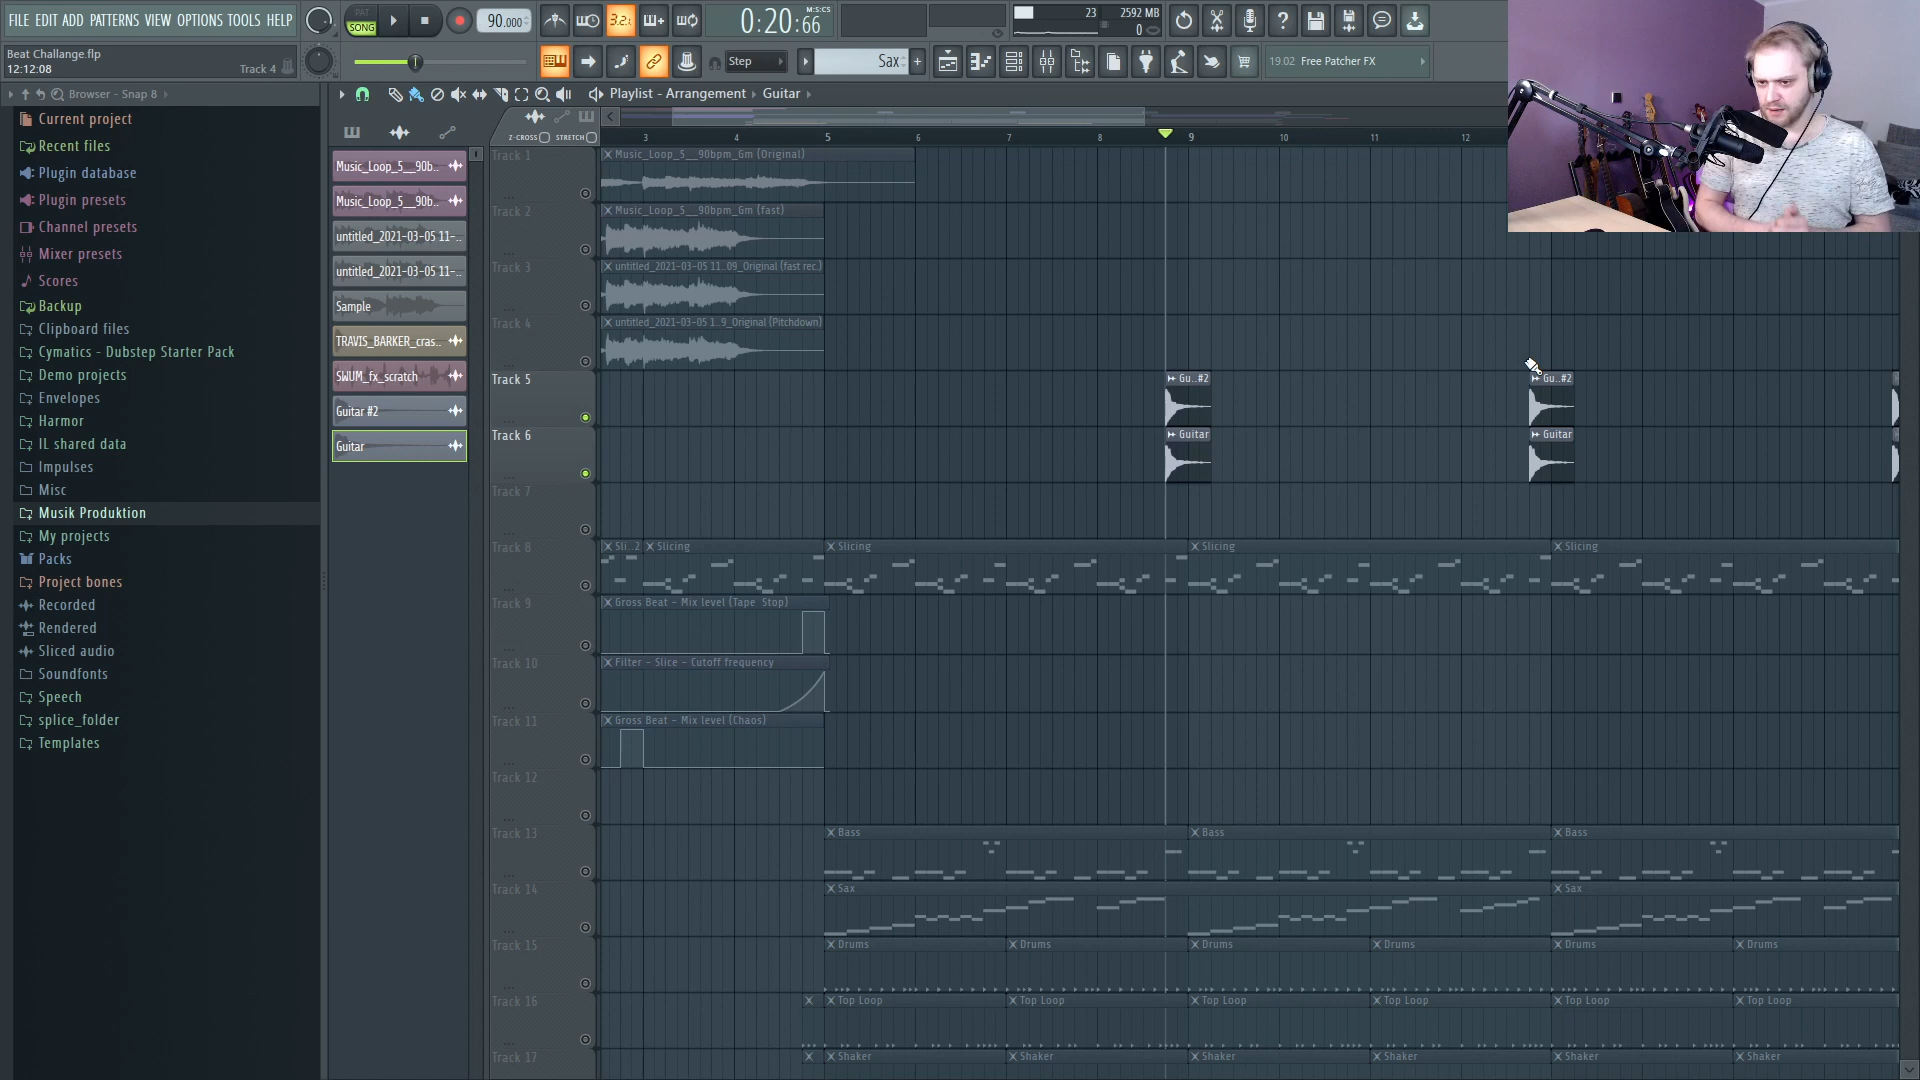 FILE EDIT ADD PATTERNS VIEW OPTIONS TOOLS HELP
PAT
SONG
90.000
3.2.
0:20:66
M:S:CS
23
2592 MB
0
Beat Challange.flp
12:12:08
Track 4
Step
Sax
19.02 Free Patcher FX
Browser - Snap 8
Playlist - Arrangement
Guitar
Z-CROSS
STRETCH
3
4
5
6
7
8
9
10
11
12
Current project
Recent files
Plugin database
Plugin presets
Channel presets
Mixer presets
Scores
Backup
Clipboard files
Cymatics - Dubstep Starter Pack
Demo projects
Envelopes
Harmor
IL shared data
Impulses
Misc
Musik Produktion
My projects
Packs
Project bones
Recorded
Rendered
Sliced audio
Soundfonts
Speech
splice_folder
Templates
Music_Loop_5__90b..
Music_Loop_5__90b..
untitled_2021-03-05 11-..
untitled_2021-03-05 11-..
Sample
TRAVIS_BARKER_cras..
SWUM_fx_scratch
Guitar #2
Guitar
Track 1
Music_Loop_5__90bpm_Gm (Original)
Track 2
Music_Loop_5__90bpm_Gm (fast)
Track 3
untitled_2021-03-05 11..09_Original (fast rec.)
Track 4
untitled_2021-03-05 1..9_Original (Pitchdown)
Track 5
Gu..#2
Gu..#2
Track 6
Guitar
Guitar
Track 7
Track 8
Sli..2
Slicing
Slicing
Slicing
Slicing
Track 9
Gross Beat - Mix level (Tape Stop)
Track 10
Filter - Slice - Cutoff frequency
Track 11
Gross Beat - Mix level (Chaos)
Track 12
Track 13
Bass
Bass
Bass
Track 14
Sax
Sax
Track 15
Drums
Drums
Drums
Drums
Drums
Drums
Track 16
Top Loop
Top Loop
Top Loop
Top Loop
Top Loop
Top Loop
Track 17
Shaker
Shaker
Shaker
Shaker
Shaker
Shaker